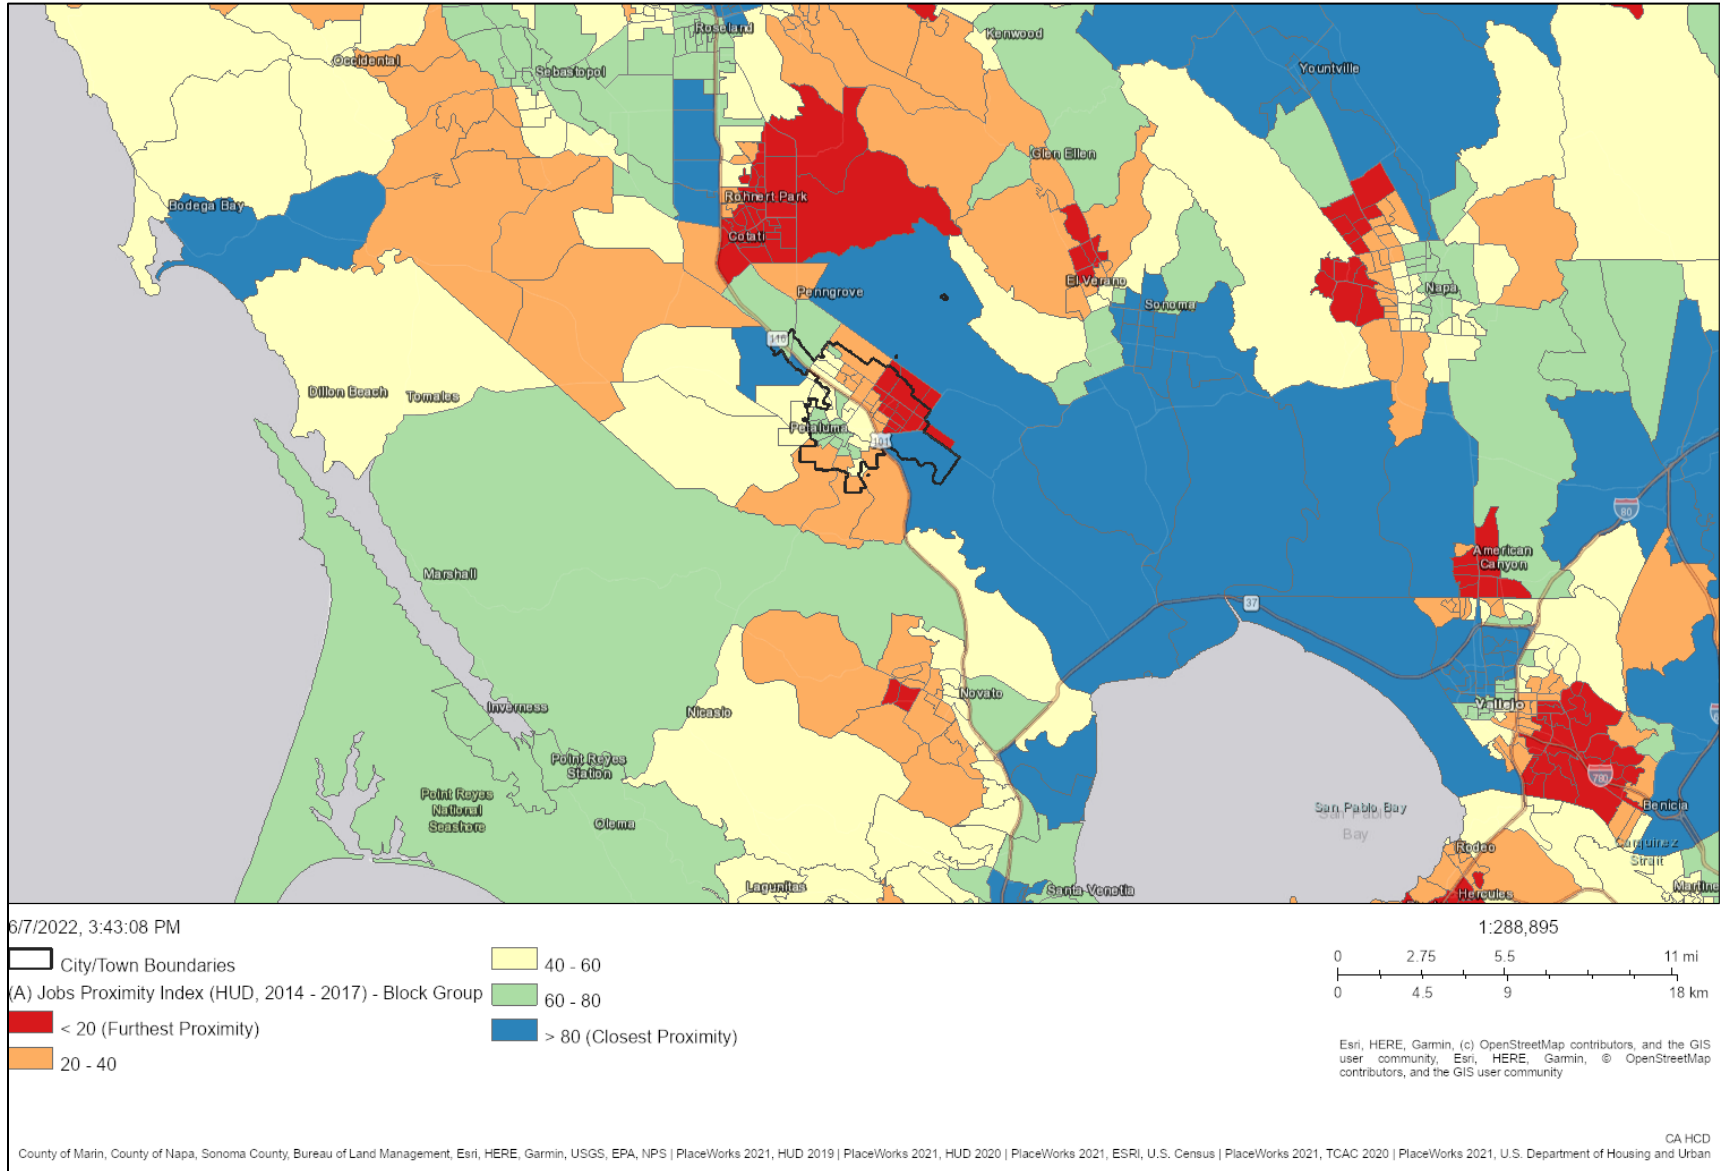 Roseland
Kenwood
Occidental
Sebastopol
Yountville
Glen Ellen
Bodega Bay
Rohnert Park
Cotati
El Verano
Penngrove
Sonoma
Napa
116
Dillon Beach
Tomales
Petaluma
101
80
American
Canyon
Marshall
37
Novato
Inverness
Nicasio
Vallejo
Point Reyes
Station
780
Point Reyes
National
Seashore
Olema
San Pablo Bay
San Pablo
Bay
Benicia
Carquinez
Strait
Rodeo
Lagunitas
Santa Venetia
Hercules
Martine
6/7/2022, 3:43:08 PM
City/Town Boundaries
(A) Jobs Proximity Index (HUD, 2014 - 2017) - Block Group
< 20 (Furthest Proximity)
20 - 40
40 - 60
60 - 80
> 80 (Closest Proximity)
1:288,895
0 2.75 5.5 11 mi
0 4.5 9 18 km
Esri, HERE, Garmin, (c) OpenStreetMap contributors, and the GIS
user community, Esri, HERE, Garmin, © OpenStreetMap
contributors, and the GIS user community
CA HCD
County of Marin, County of Napa, Sonoma County, Bureau of Land Management, Esri, HERE, Garmin, USGS, EPA, NPS | PlaceWorks 2021, HUD 2019 | PlaceWorks 2021, HUD 2020 | PlaceWorks 2021, ESRI, U.S. Census | PlaceWorks 2021, TCAC 2020 | PlaceWorks 2021, U.S. Department of Housing and Urban